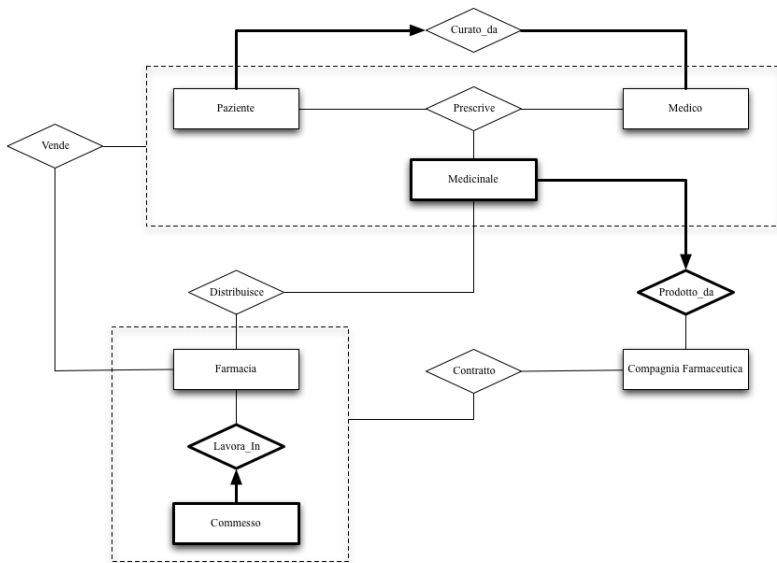 Curato_da
Paziente
Prescrive
Medico
Vende
Medicinale
Distribuisce
Prodotto_da
Farmacia
Contratto
Compagnia Farmaceutica
Lavora_In
Commesso